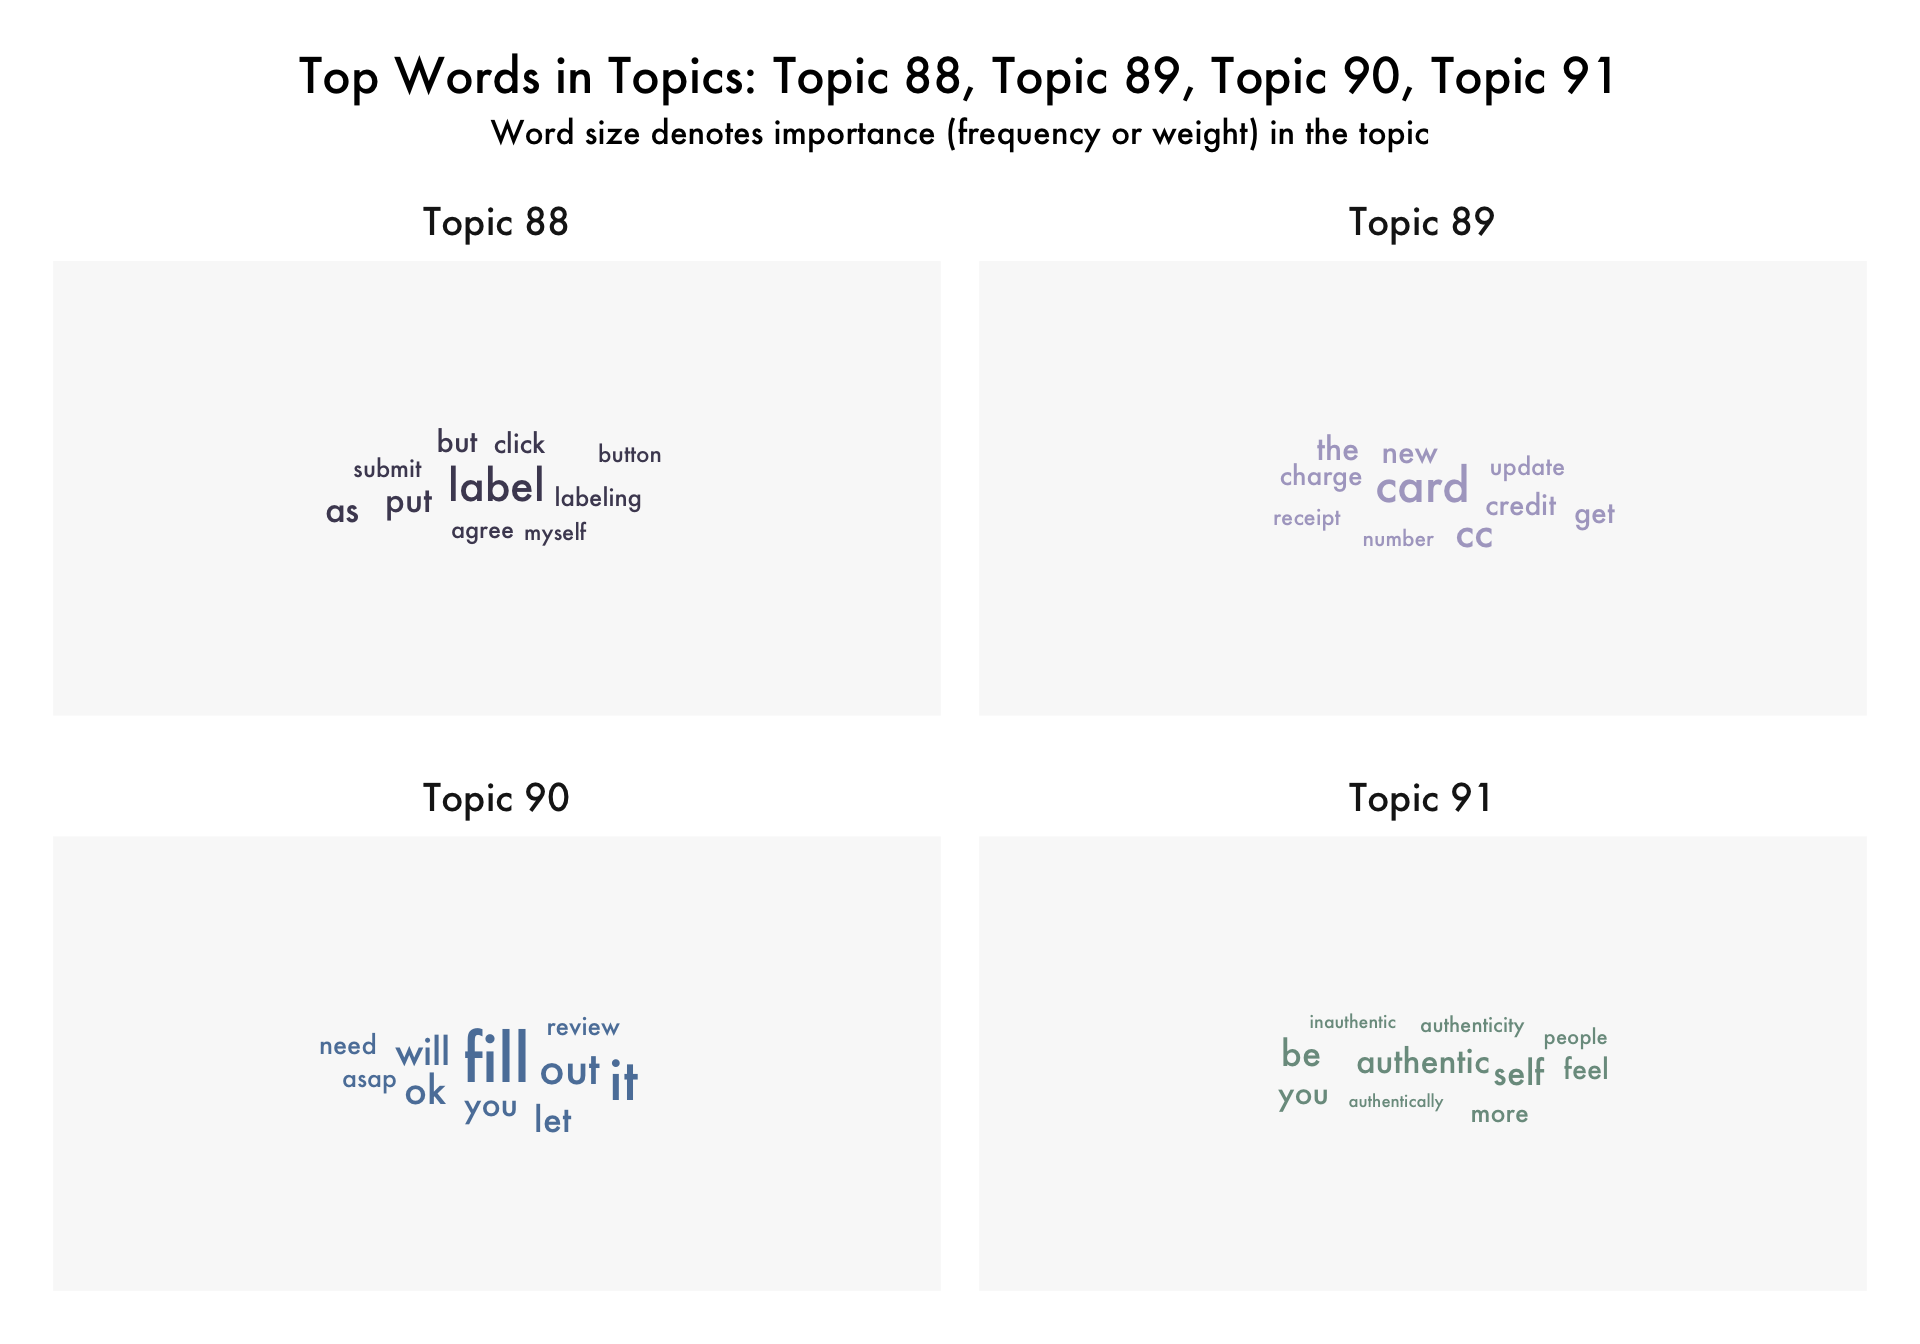 Top Words in Topics: Topic 88, Topic 89, Topic 90, Topic 91
Word size denotes importance (frequency or weight) in the topic
Topic 88
but click button
submit label labeling
as put
agree myself
Topic 89
the new
charge card update
credit get
receipt number cc
Topic 90
need will fill review
asap ok out it
you let
Topic 91
inauthentic authenticity people
be authentic self feel
you authentically more